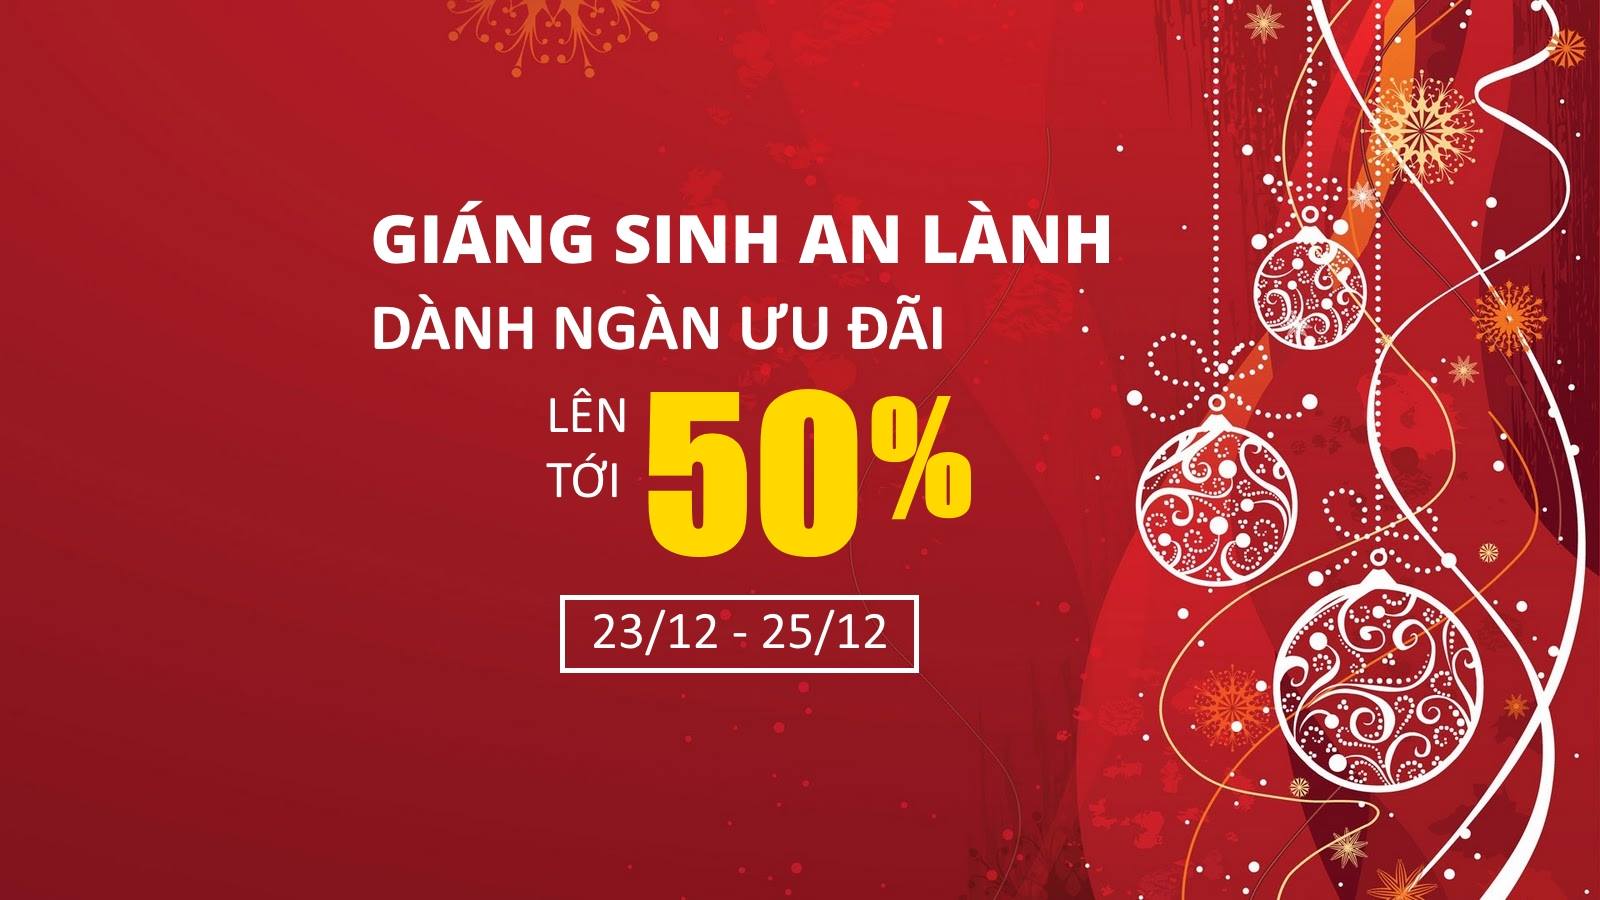 GIÁNG SINH AN LÀNH
DÀNH NGÀN ƯU ĐÃI
LÊN
TỚI
50%
23/12 - 25/12